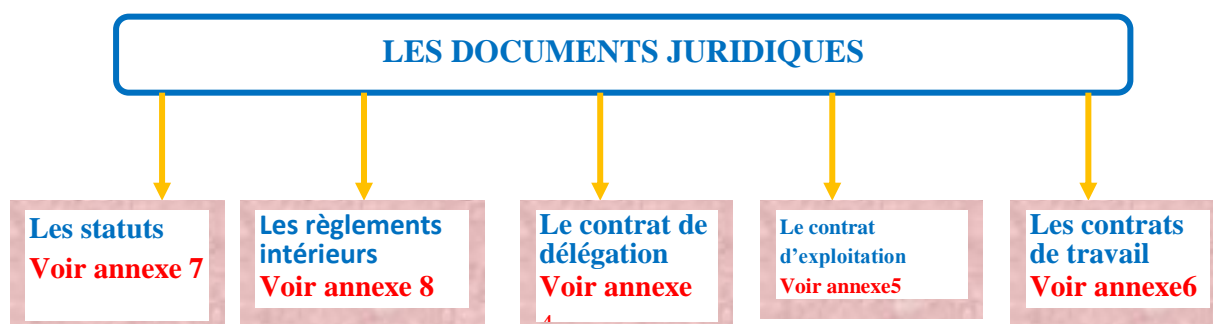 LES DOCUMENTS JURIDIQUES
Les statuts
Voir annexe 7
Les règlements
intérieurs
Voir annexe 8
Le contrat de
délégation
Voir annexe
Le contrat
d'exploitation
Voir annexe5
Les contrats
de travail
Voir annexe6